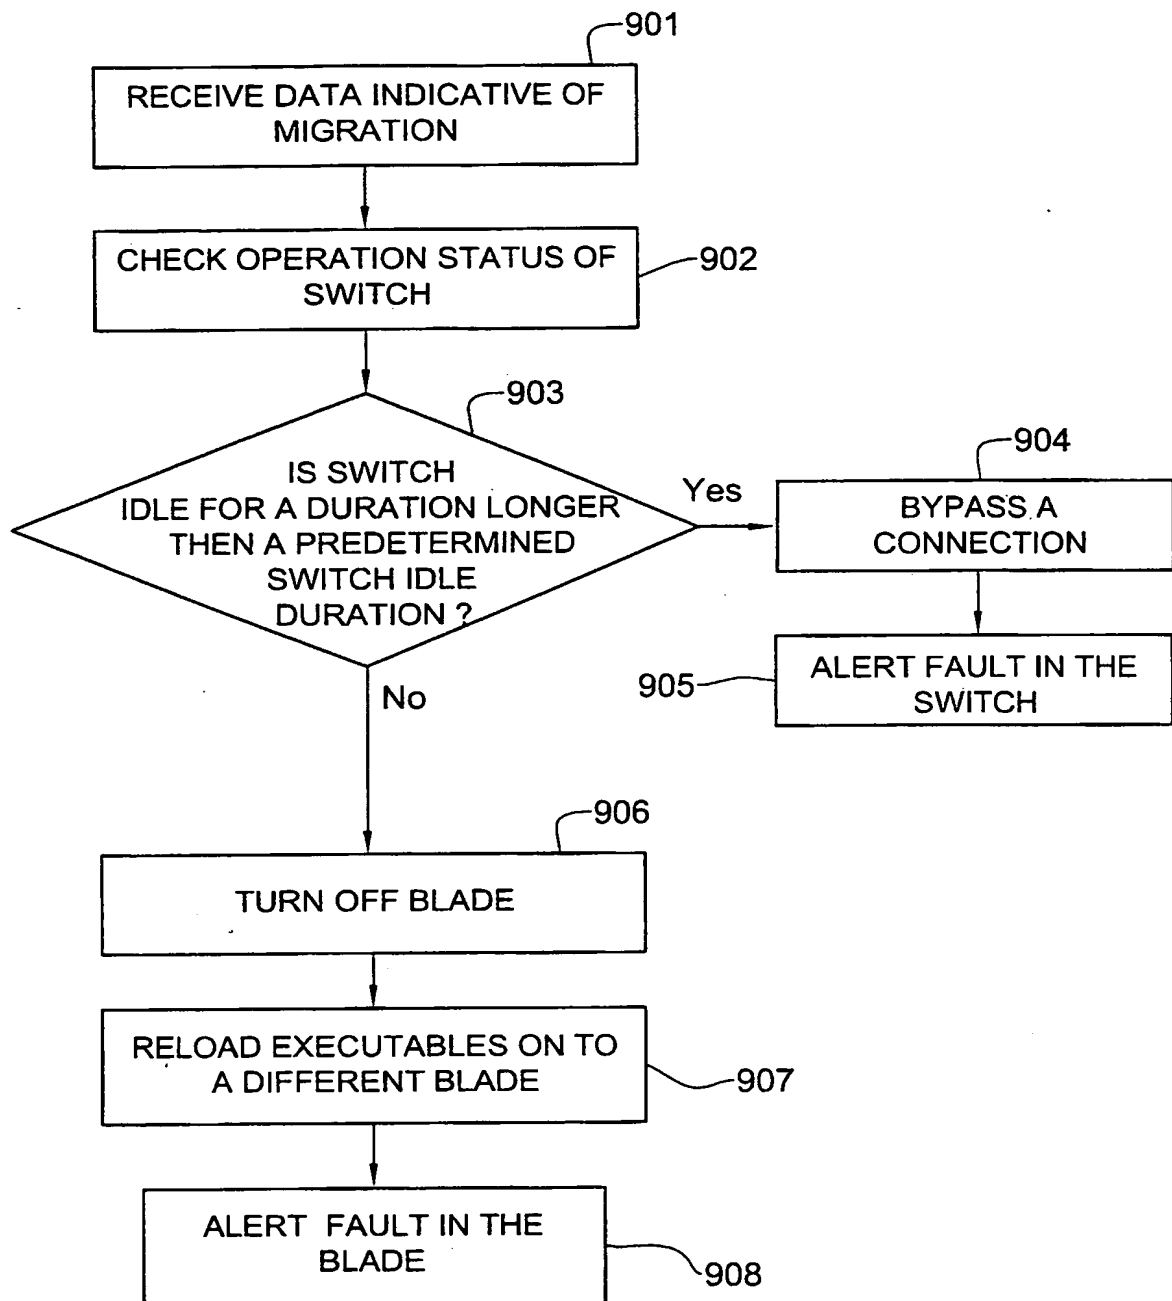 901
RECEIVE DATA INDICATIVE OF
MIGRATION
CHECK OPERATION STATUS OF
SWITCH
902
903
IS SWITCH
IDLE FOR A DURATION LONGER
THEN A PREDETERMINED
SWITCH IDLE
DURATION ?
Yes
904
BYPASS A
CONNECTION
905
ALERT FAULT IN THE
SWITCH
No
906
TURN OFF BLADE
RELOAD EXECUTABLES ON TO
A DIFFERENT BLADE
907
ALERT FAULT IN THE
BLADE
908